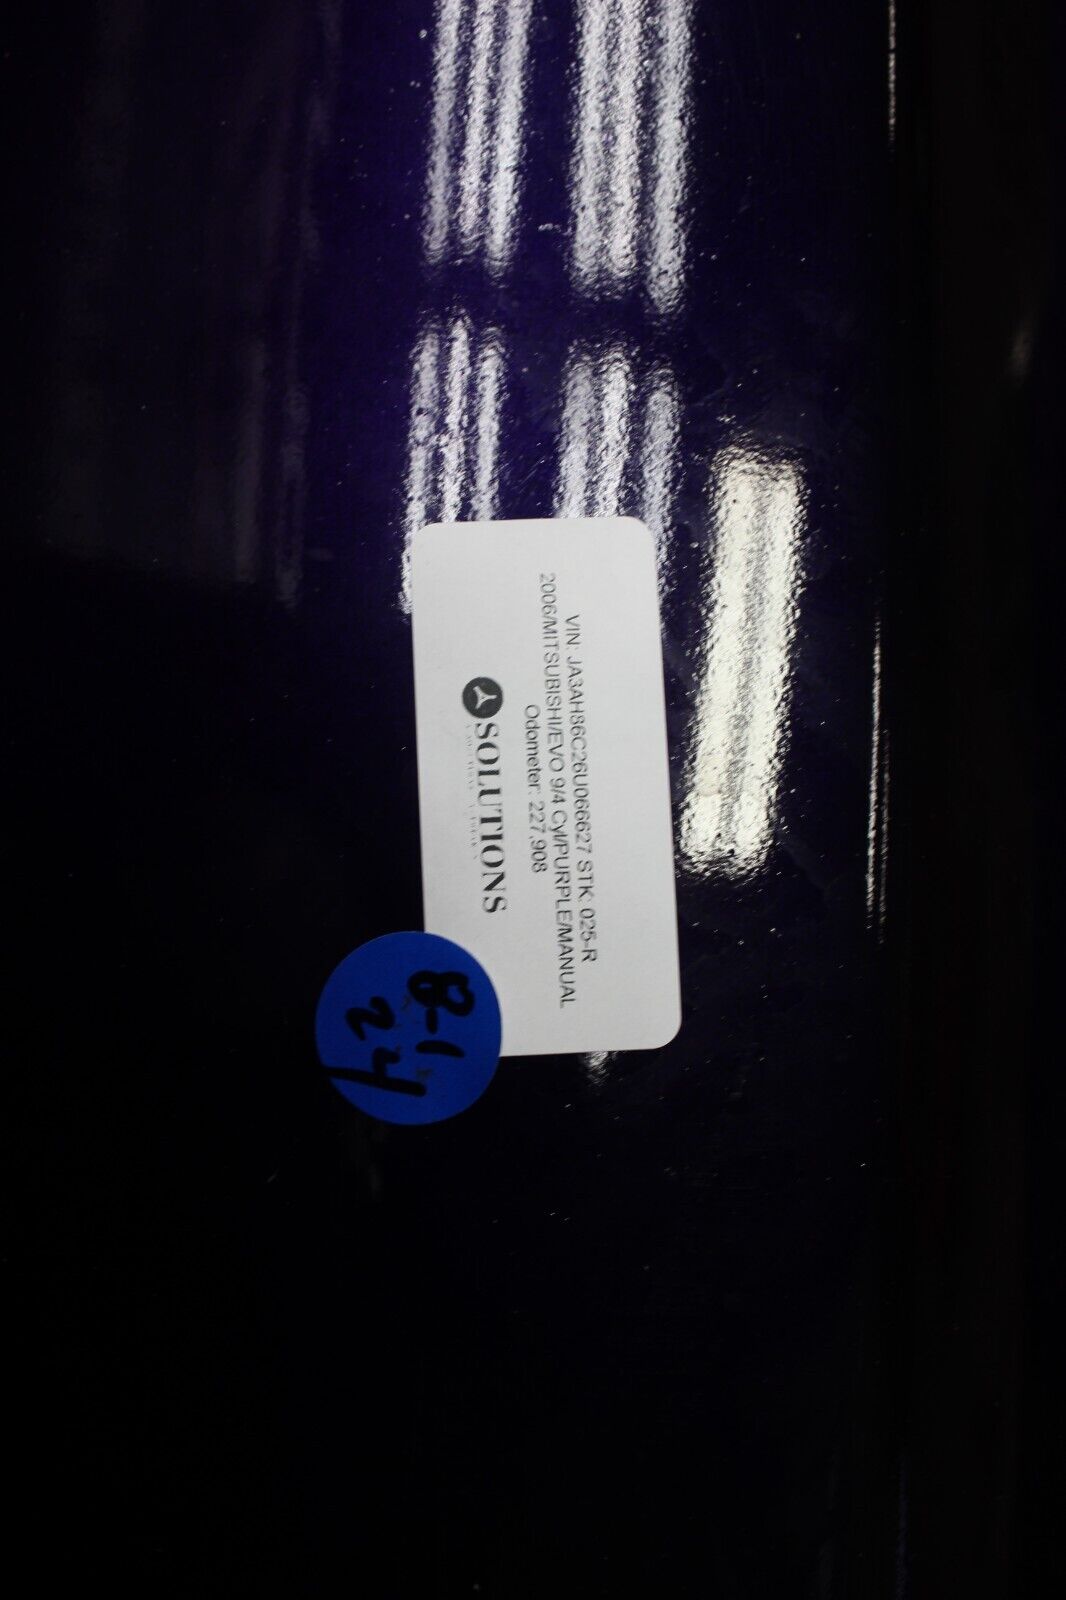 VIN: JA3AH86C26U066627 STK: 025-R
2006/MITSUBISHI/EVO 9/4 Cyl/PURPLE/MANUAL
Odometer: 227,908
SOLUTIONS
8-1
24